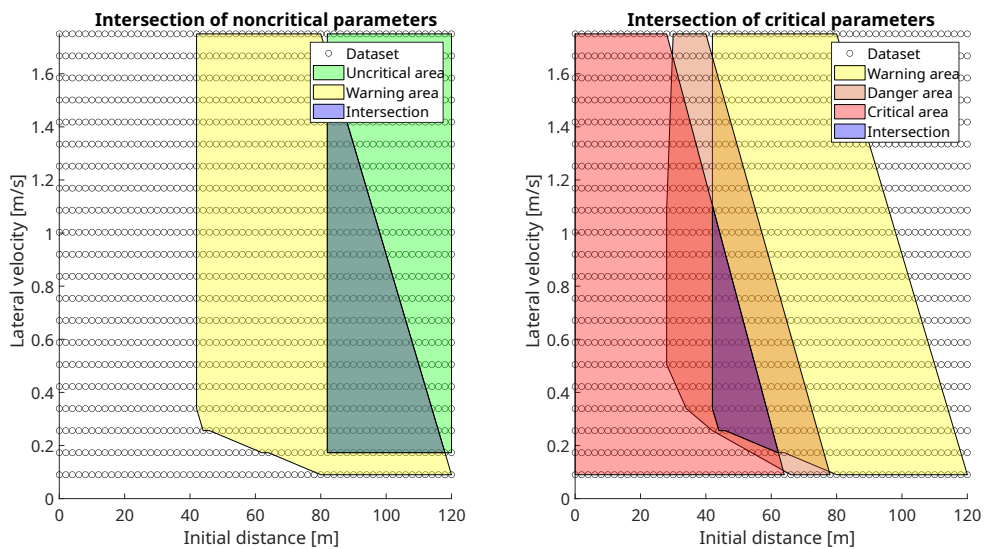 Intersection of noncritical parameters
Dataset
Uncritical area
Warning area
Intersection
Lateral velocity [m/s]
1.6
1.4
1.2
1
0.8
0.6
0.4
0.2
0
0 20 40 60 80 100 120
Initial distance [m]
Intersection of critical parameters
Dataset
Warning area
Danger area
Critical area
Intersection
Lateral velocity [m/s]
1.6
1.4
1.2
1
0.8
0.6
0.4
0.2
0
0 20 40 60 80 100 120
Initial distance [m]